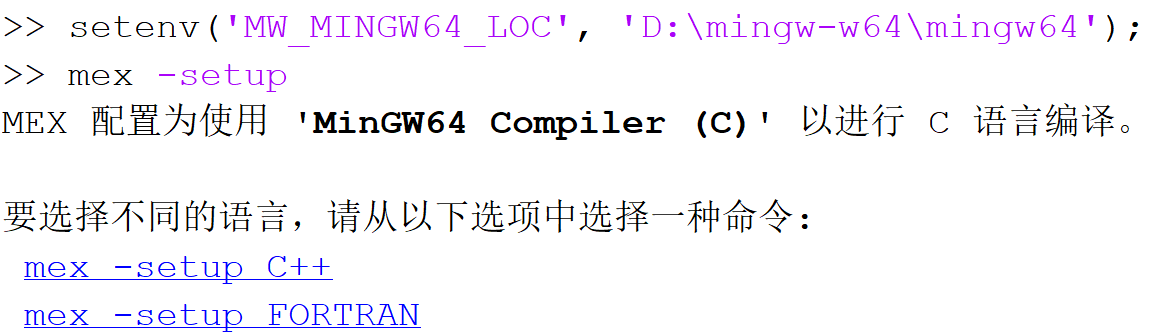 >> setenv('MW_MINGW64_LOC', 'D:\mingw-w64\mingw64');
>> mex -setup
MEX 配置为使用 'MinGW64 Compiler (C)' 以进行 C 语言编译。
要选择不同的语言，请从以下选项中选择一种命令：
mex -setup C++
mex -setup FORTRAN